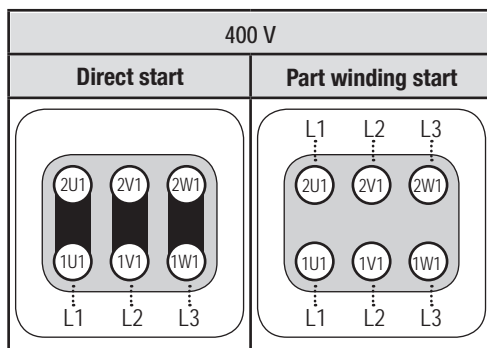 400 V
Direct start Part winding start
L1 L2 L3
2U1 2V1 2W1 2U1 2V1 2W1
1U1 1V1 1W1 1U1 1V1 1W1
L1 L2 L3 L1 L2 L3